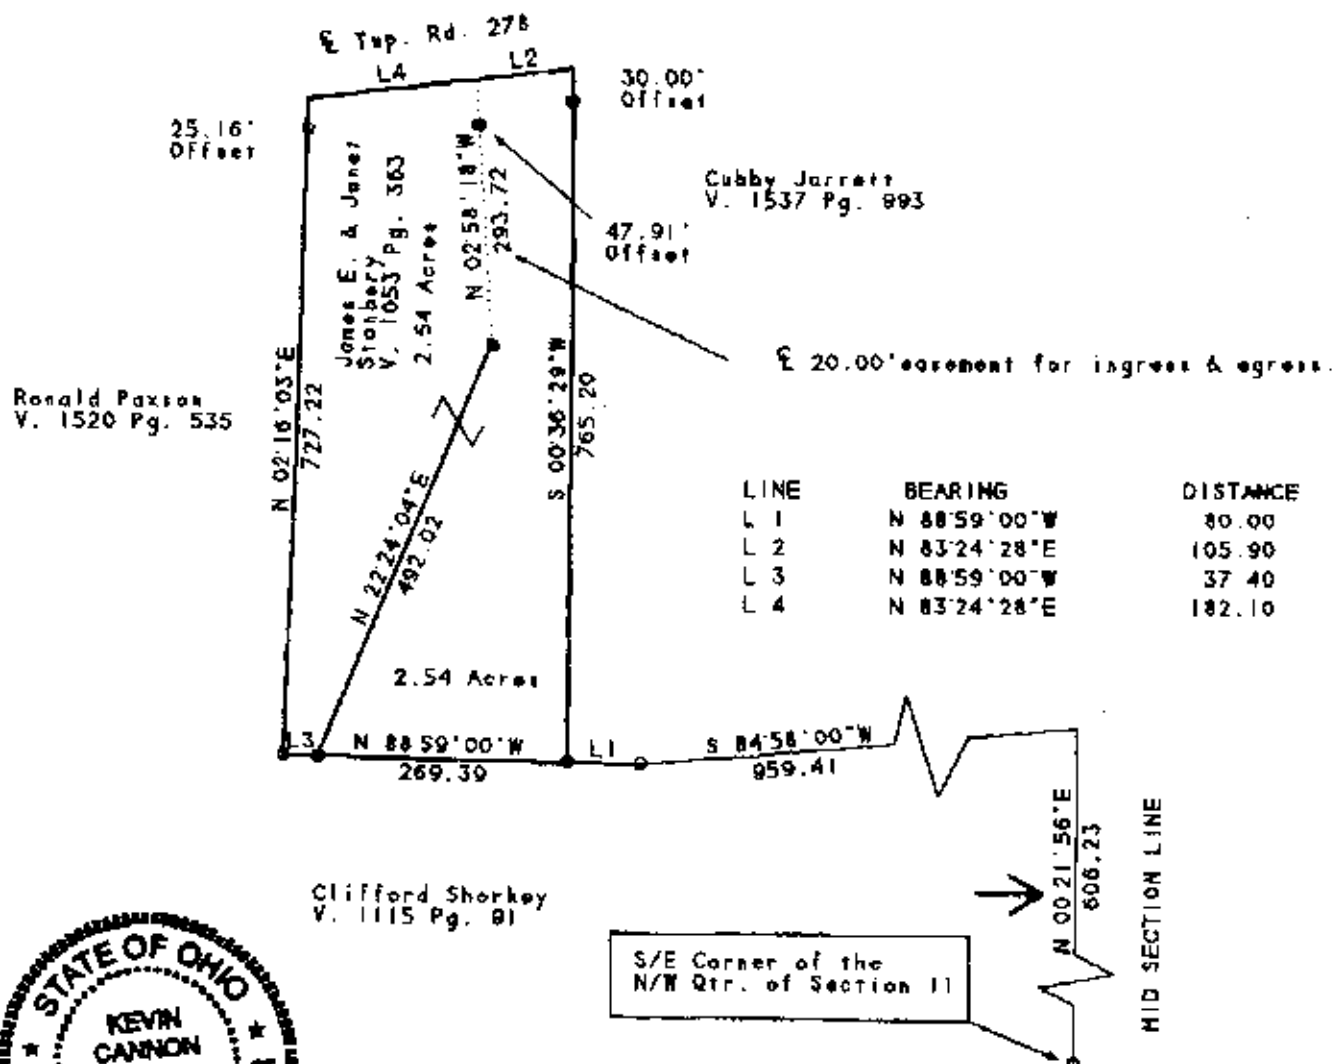 ℄ Twp. Rd. 278
L4
L2
30.00'
Offset
25.16'
Offset
James E. & Janet
Stanbery
V. 1053 Pg. 363
2.54 Acres
N 02°58'18"W
293.72
Cubby Jarrett
V. 1537 Pg. 993
47.91'
Offset
℄ 20.00'easement for ingress & egress.
Ronald Paxson
V. 1520 Pg. 535
N 02°16'03"E
727.22
S 00°36'29"W
765.20
N 22°24'04"E
492.02
LINE BEARING DISTANCE
L 1 N 88°59'00"W 80.00
L 2 N 83°24'28"E 105.90
L 3 N 88°59'00"W 37.40
L 4 N 83°24'28"E 182.10
2.54 Acres
L3
N 88°59'00"W
269.39
L1
S 84°58'00"W
959.41
N 00°21'56"E
606.23
MID SECTION LINE
Clifford Sharkey
V. 1115 Pg. 91
S/E Corner of the
N/W Qtr. of Section 11
STATE OF OHIO
KEVIN
CANNON